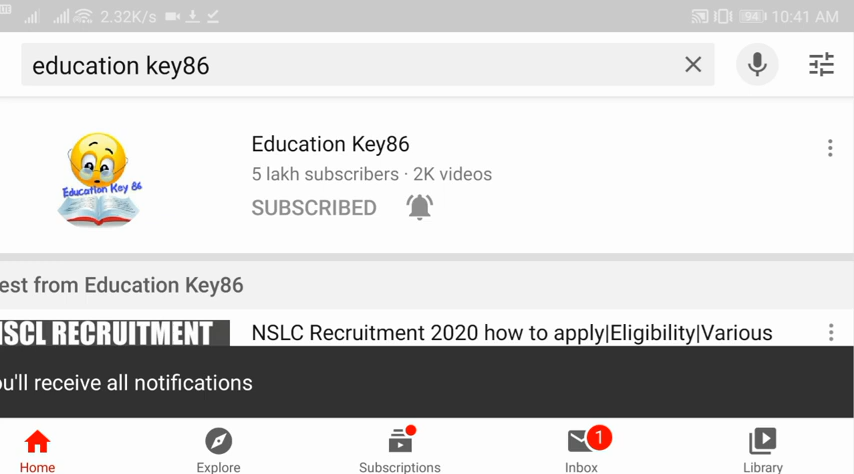 2.32K/s 94 10:41 AM
education key86
Education Key86
5 lakh subscribers · 2K videos
SUBSCRIBED
Education Key 86
est from Education Key86
NSCL RECRUITMENT
NSLC Recruitment 2020 how to apply|Eligibility|Various
ou'll receive all notifications
1
Home Explore Subscriptions Inbox Library